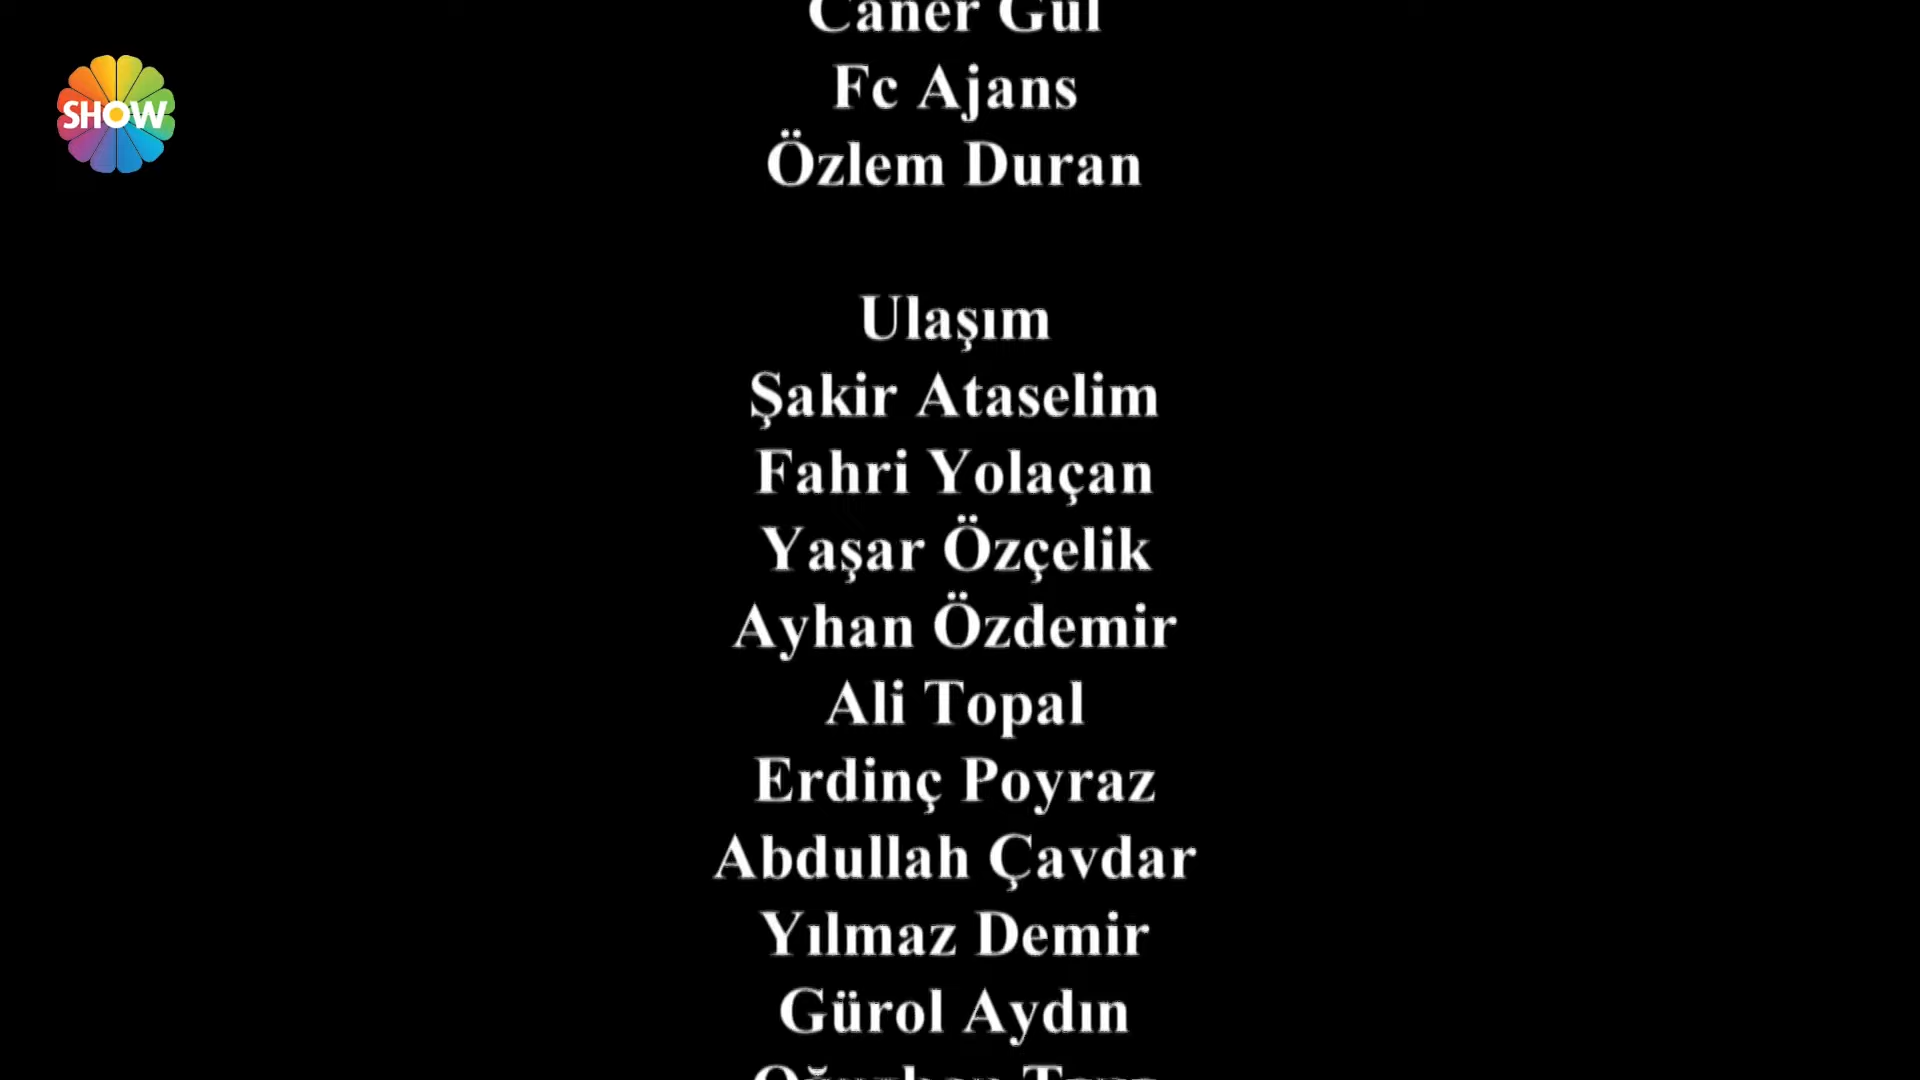 SHOW
Caner Gül
Fc Ajans
Özlem Duran
Ulaşım
Şakir Ataselim
Fahri Yolaçan
Yaşar Özçelik
Ayhan Özdemir
Ali Topal
Erdinç Poyraz
Abdullah Çavdar
Yılmaz Demir
Gürol Aydın